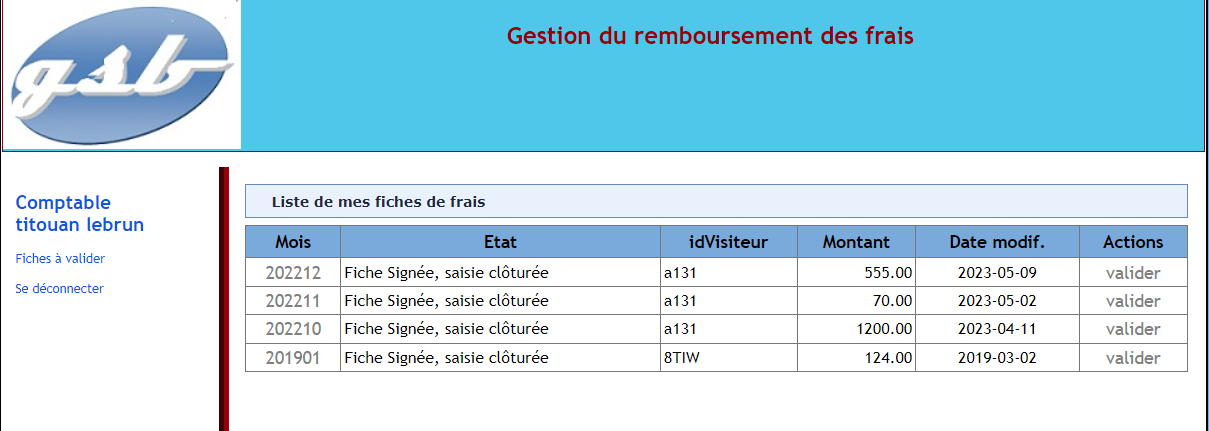 gsb
Gestion du remboursement des frais
Comptable
titouan lebrun
Fiches à valider
Se déconnecter
Liste de mes fiches de frais
Mois Etat idVisiteur Montant Date modif. Actions
202212 Fiche Signée, saisie clôturée a131 555.00 2023-05-09 valider
202211 Fiche Signée, saisie clôturée a131 70.00 2023-05-02 valider
202210 Fiche Signée, saisie clôturée a131 1200.00 2023-04-11 valider
201901 Fiche Signée, saisie clôturée 8TIW 124.00 2019-03-02 valider